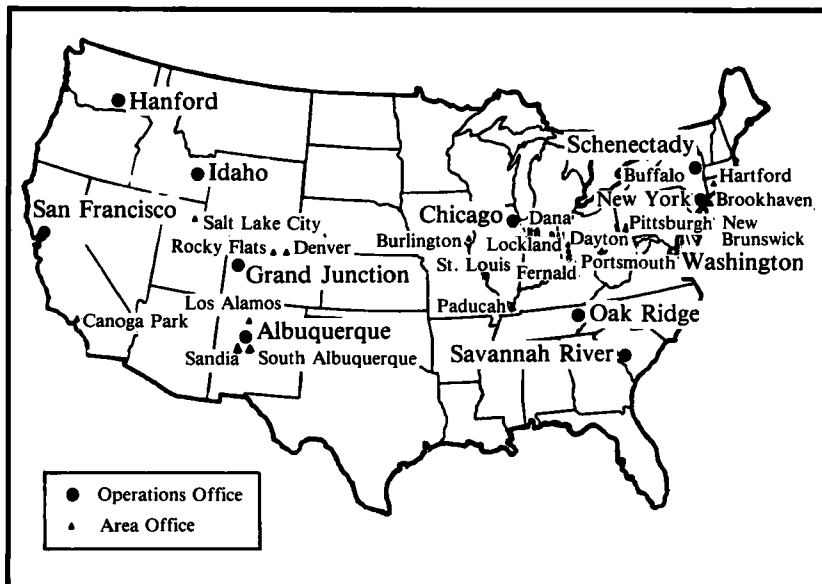 Hanford
Schenectady
Idaho
Buffalo
Hartford
New York
Brookhaven
San Francisco
Salt Lake City
Chicago
Dana
Pittsburgh
New
Brunswick
Rocky Flats
Denver
Burlington
Lockland
Dayton
Grand Junction
St. Louis
Fernald
Portsmouth
Washington
Los Alamos
Paducah
Canoga Park
Albuquerque
Oak Ridge
Sandia
South Albuquerque
Savannah River
Operations Office
Area Office